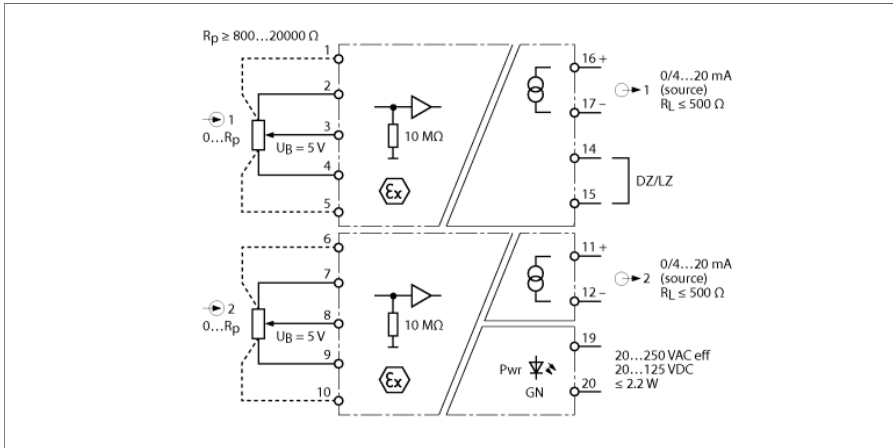 Rp ≥ 800...20000 Ω
1
2
1
0...Rp
3
UB = 5 V
4
5
10 MΩ
Ex
16 +
17 –
1
0/4...20 mA
(source)
RL ≤ 500 Ω
14
15
DZ/LZ
6
7
2
0...Rp
8
UB = 5 V
9
10
10 MΩ
Ex
11 +
12 –
2
0/4...20 mA
(source)
RL ≤ 500 Ω
Pwr
GN
19
20
20...250 VAC eff
20...125 VDC
≤ 2.2 W